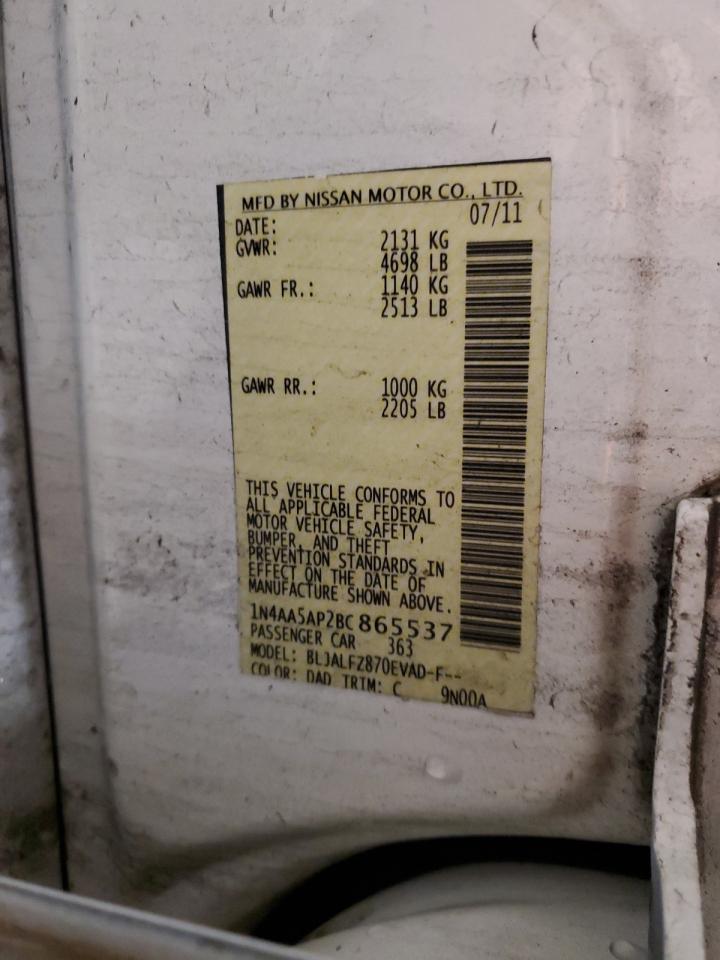 MFD BY NISSAN MOTOR CO., LTD.
DATE: 07/11
GVWR: 2131 KG
4698 LB
GAWR FR.: 1140 KG
2513 LB
GAWR RR.: 1000 KG
2205 LB
THIS VEHICLE CONFORMS TO
ALL APPLICABLE FEDERAL
MOTOR VEHICLE SAFETY,
BUMPER, AND THEFT
PREVENTION STANDARDS IN
EFFECT ON THE DATE OF
MANUFACTURE SHOWN ABOVE.
1N4AA5AP2BC865537
PASSENGER CAR 363
MODEL: BLJALFZ870EVAD-F--
COLOR: DAD TRIM: C 9N00A